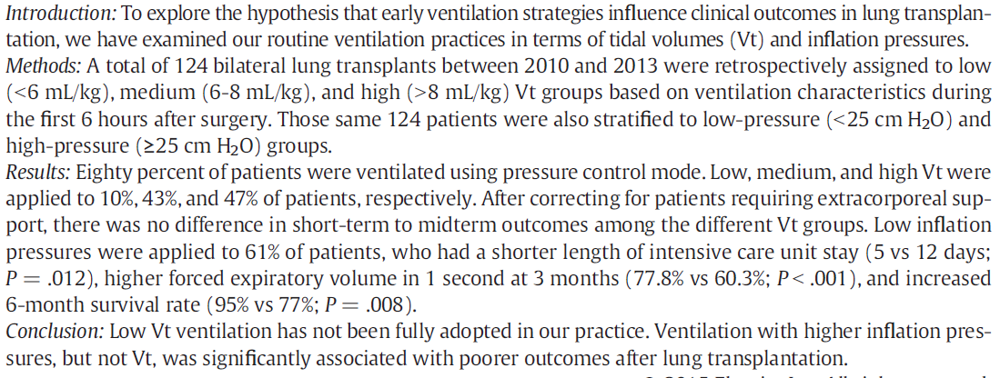 Introduction: To explore the hypothesis that early ventilation strategies influence clinical outcomes in lung transplan-
tation, we have examined our routine ventilation practices in terms of tidal volumes (Vt) and inflation pressures.
Methods: A total of 124 bilateral lung transplants between 2010 and 2013 were retrospectively assigned to low
(<6 mL/kg), medium (6-8 mL/kg), and high (>8 mL/kg) Vt groups based on ventilation characteristics during
the first 6 hours after surgery. Those same 124 patients were also stratified to low-pressure (<25 cm H₂O) and
high-pressure (≥25 cm H₂O) groups.
Results: Eighty percent of patients were ventilated using pressure control mode. Low, medium, and high Vt were
applied to 10%, 43%, and 47% of patients, respectively. After correcting for patients requiring extracorporeal sup-
port, there was no difference in short-term to midterm outcomes among the different Vt groups. Low inflation
pressures were applied to 61% of patients, who had a shorter length of intensive care unit stay (5 vs 12 days;
P = .012), higher forced expiratory volume in 1 second at 3 months (77.8% vs 60.3%; P < .001), and increased
6-month survival rate (95% vs 77%; P = .008).
Conclusion: Low Vt ventilation has not been fully adopted in our practice. Ventilation with higher inflation pres-
sures, but not Vt, was significantly associated with poorer outcomes after lung transplantation.